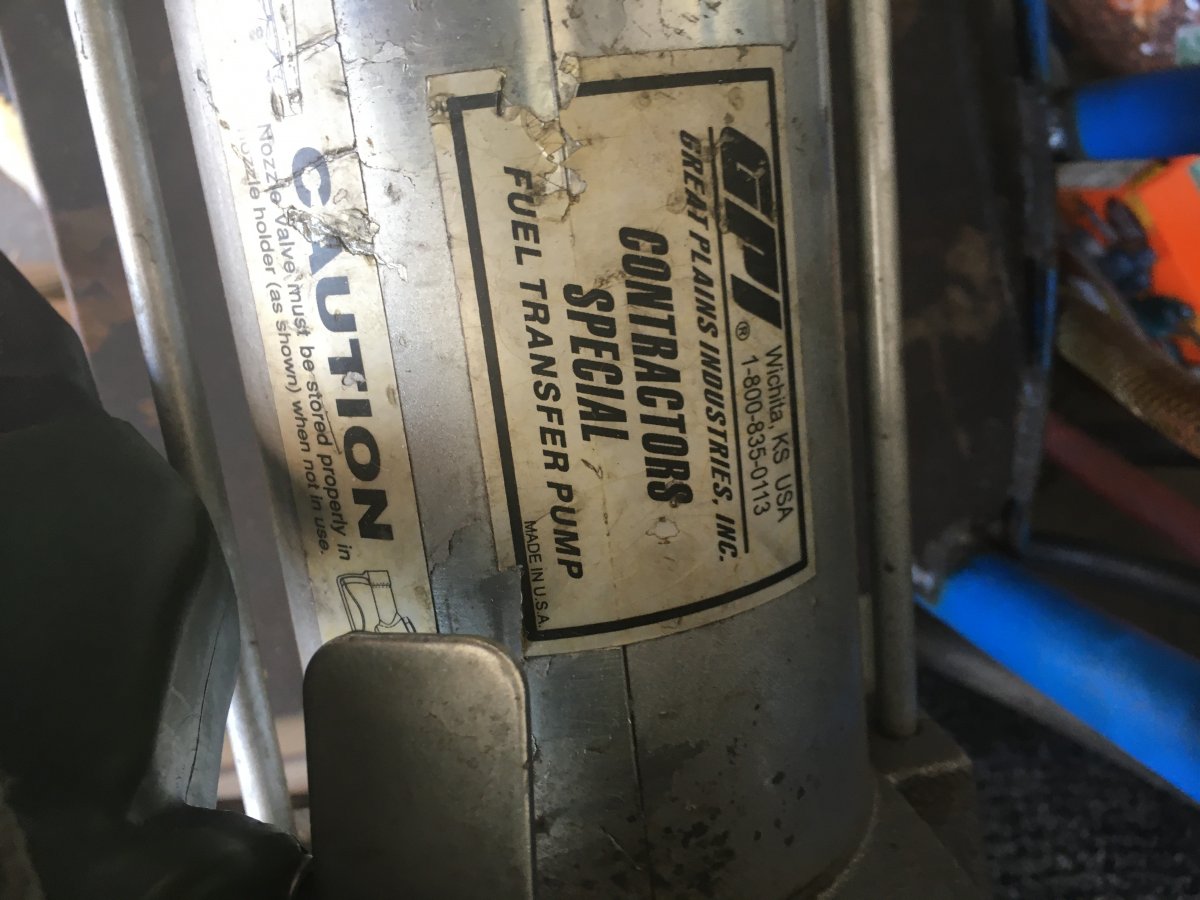 GPI®
Wichita, KS USA
1-800-835-0113
GREAT PLAINS INDUSTRIES, INC.
CONTRACTORS
SPECIAL
FUEL TRANSFER PUMP
MADE IN U.S.A.
CAUTION
Nozzle valve must be stored properly in
nozzle holder (as shown) when not in use.